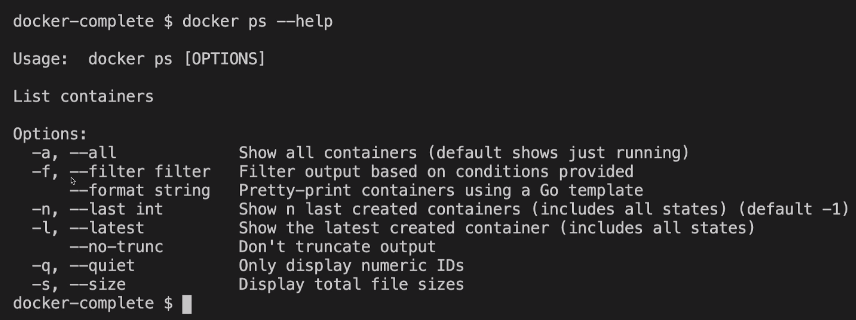 docker-complete $ docker ps --help
Usage:  docker ps [OPTIONS]
List containers
Options:
  -a, --all             Show all containers (default shows just running)
  -f, --filter filter   Filter output based on conditions provided
      --format string   Pretty-print containers using a Go template
  -n, --last int        Show n last created containers (includes all states) (default -1)
  -l, --latest          Show the latest created container (includes all states)
      --no-trunc        Don't truncate output
  -q, --quiet           Only display numeric IDs
  -s, --size            Display total file sizes
docker-complete $